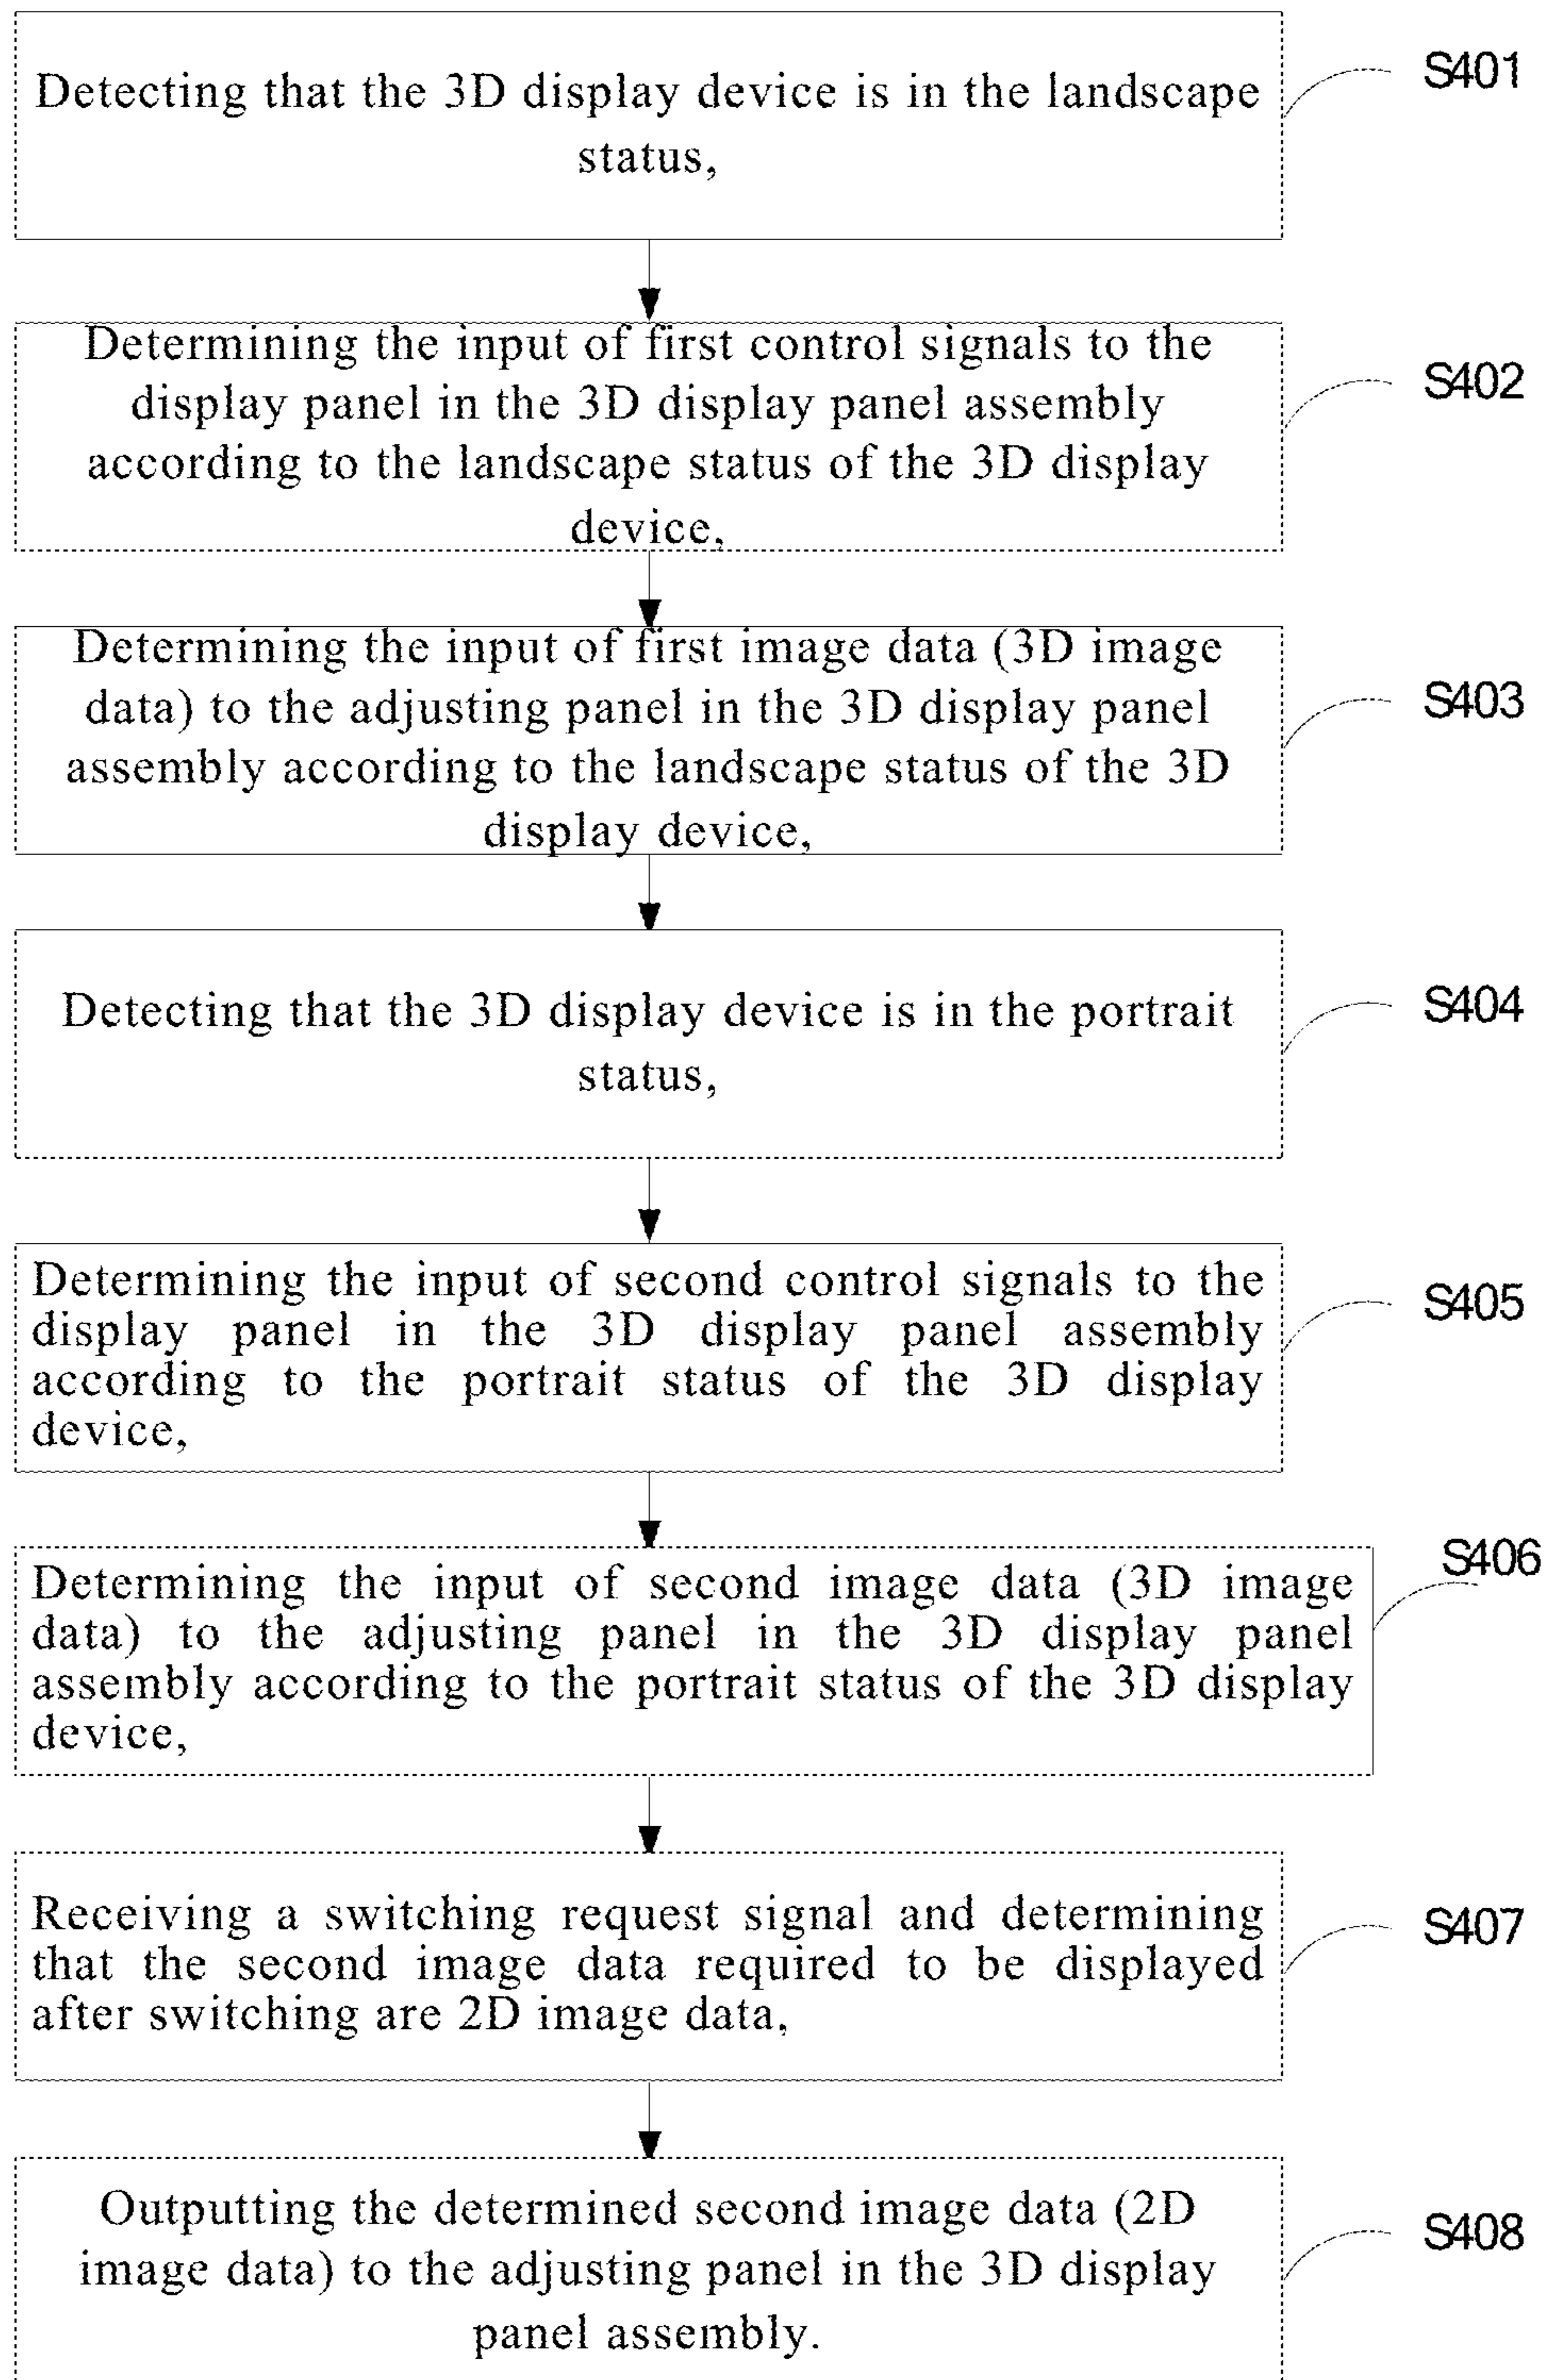 Detecting that the 3D display device is in the landscape
status,
S401
Determining the input of first control signals to the
display panel in the 3D display panel assembly
according to the landscape status of the 3D display
device,
S402
Determining the input of first image data (3D image
data) to the adjusting panel in the 3D display panel
assembly according to the landscape status of the 3D
display device,
S403
Detecting that the 3D display device is in the portrait
status,
S404
Determining the input of second control signals to the
display panel in the 3D display panel assembly
according to the portrait status of the 3D display
device,
S405
Determining the input of second image data (3D image
data) to the adjusting panel in the 3D display panel
assembly according to the portrait status of the 3D display
device,
S406
Receiving a switching request signal and determining
that the second image data required to be displayed
after switching are 2D image data,
S407
Outputting the determined second image data (2D
image data) to the adjusting panel in the 3D display
panel assembly.
S408